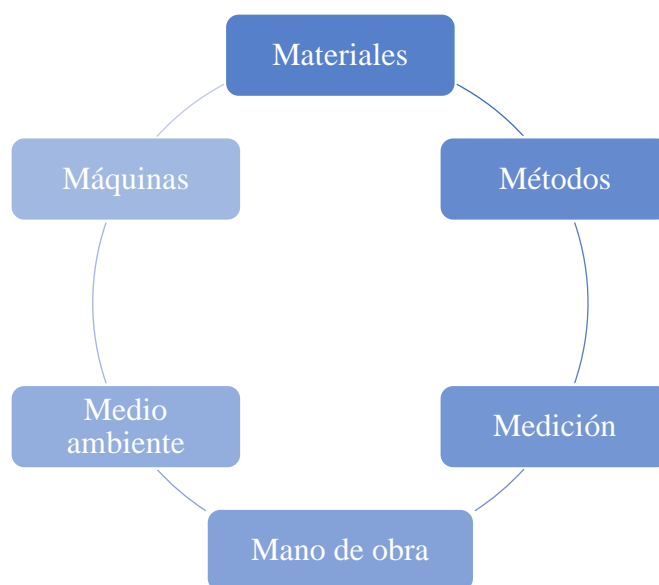 Materiales
Máquinas
Métodos
Medio
ambiente
Medición
Mano de obra